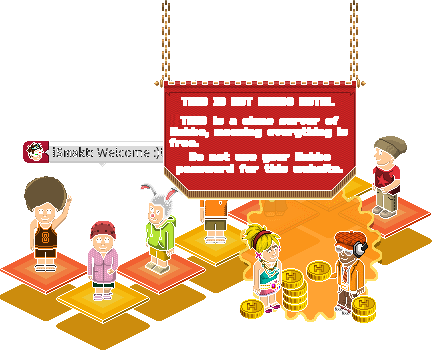 THIS IS NOT HABBO HOTEL.
THIS is a clone server of
Habbo, meaning everything is
free.
Do not use your Habbo
password for this website.
Welcome